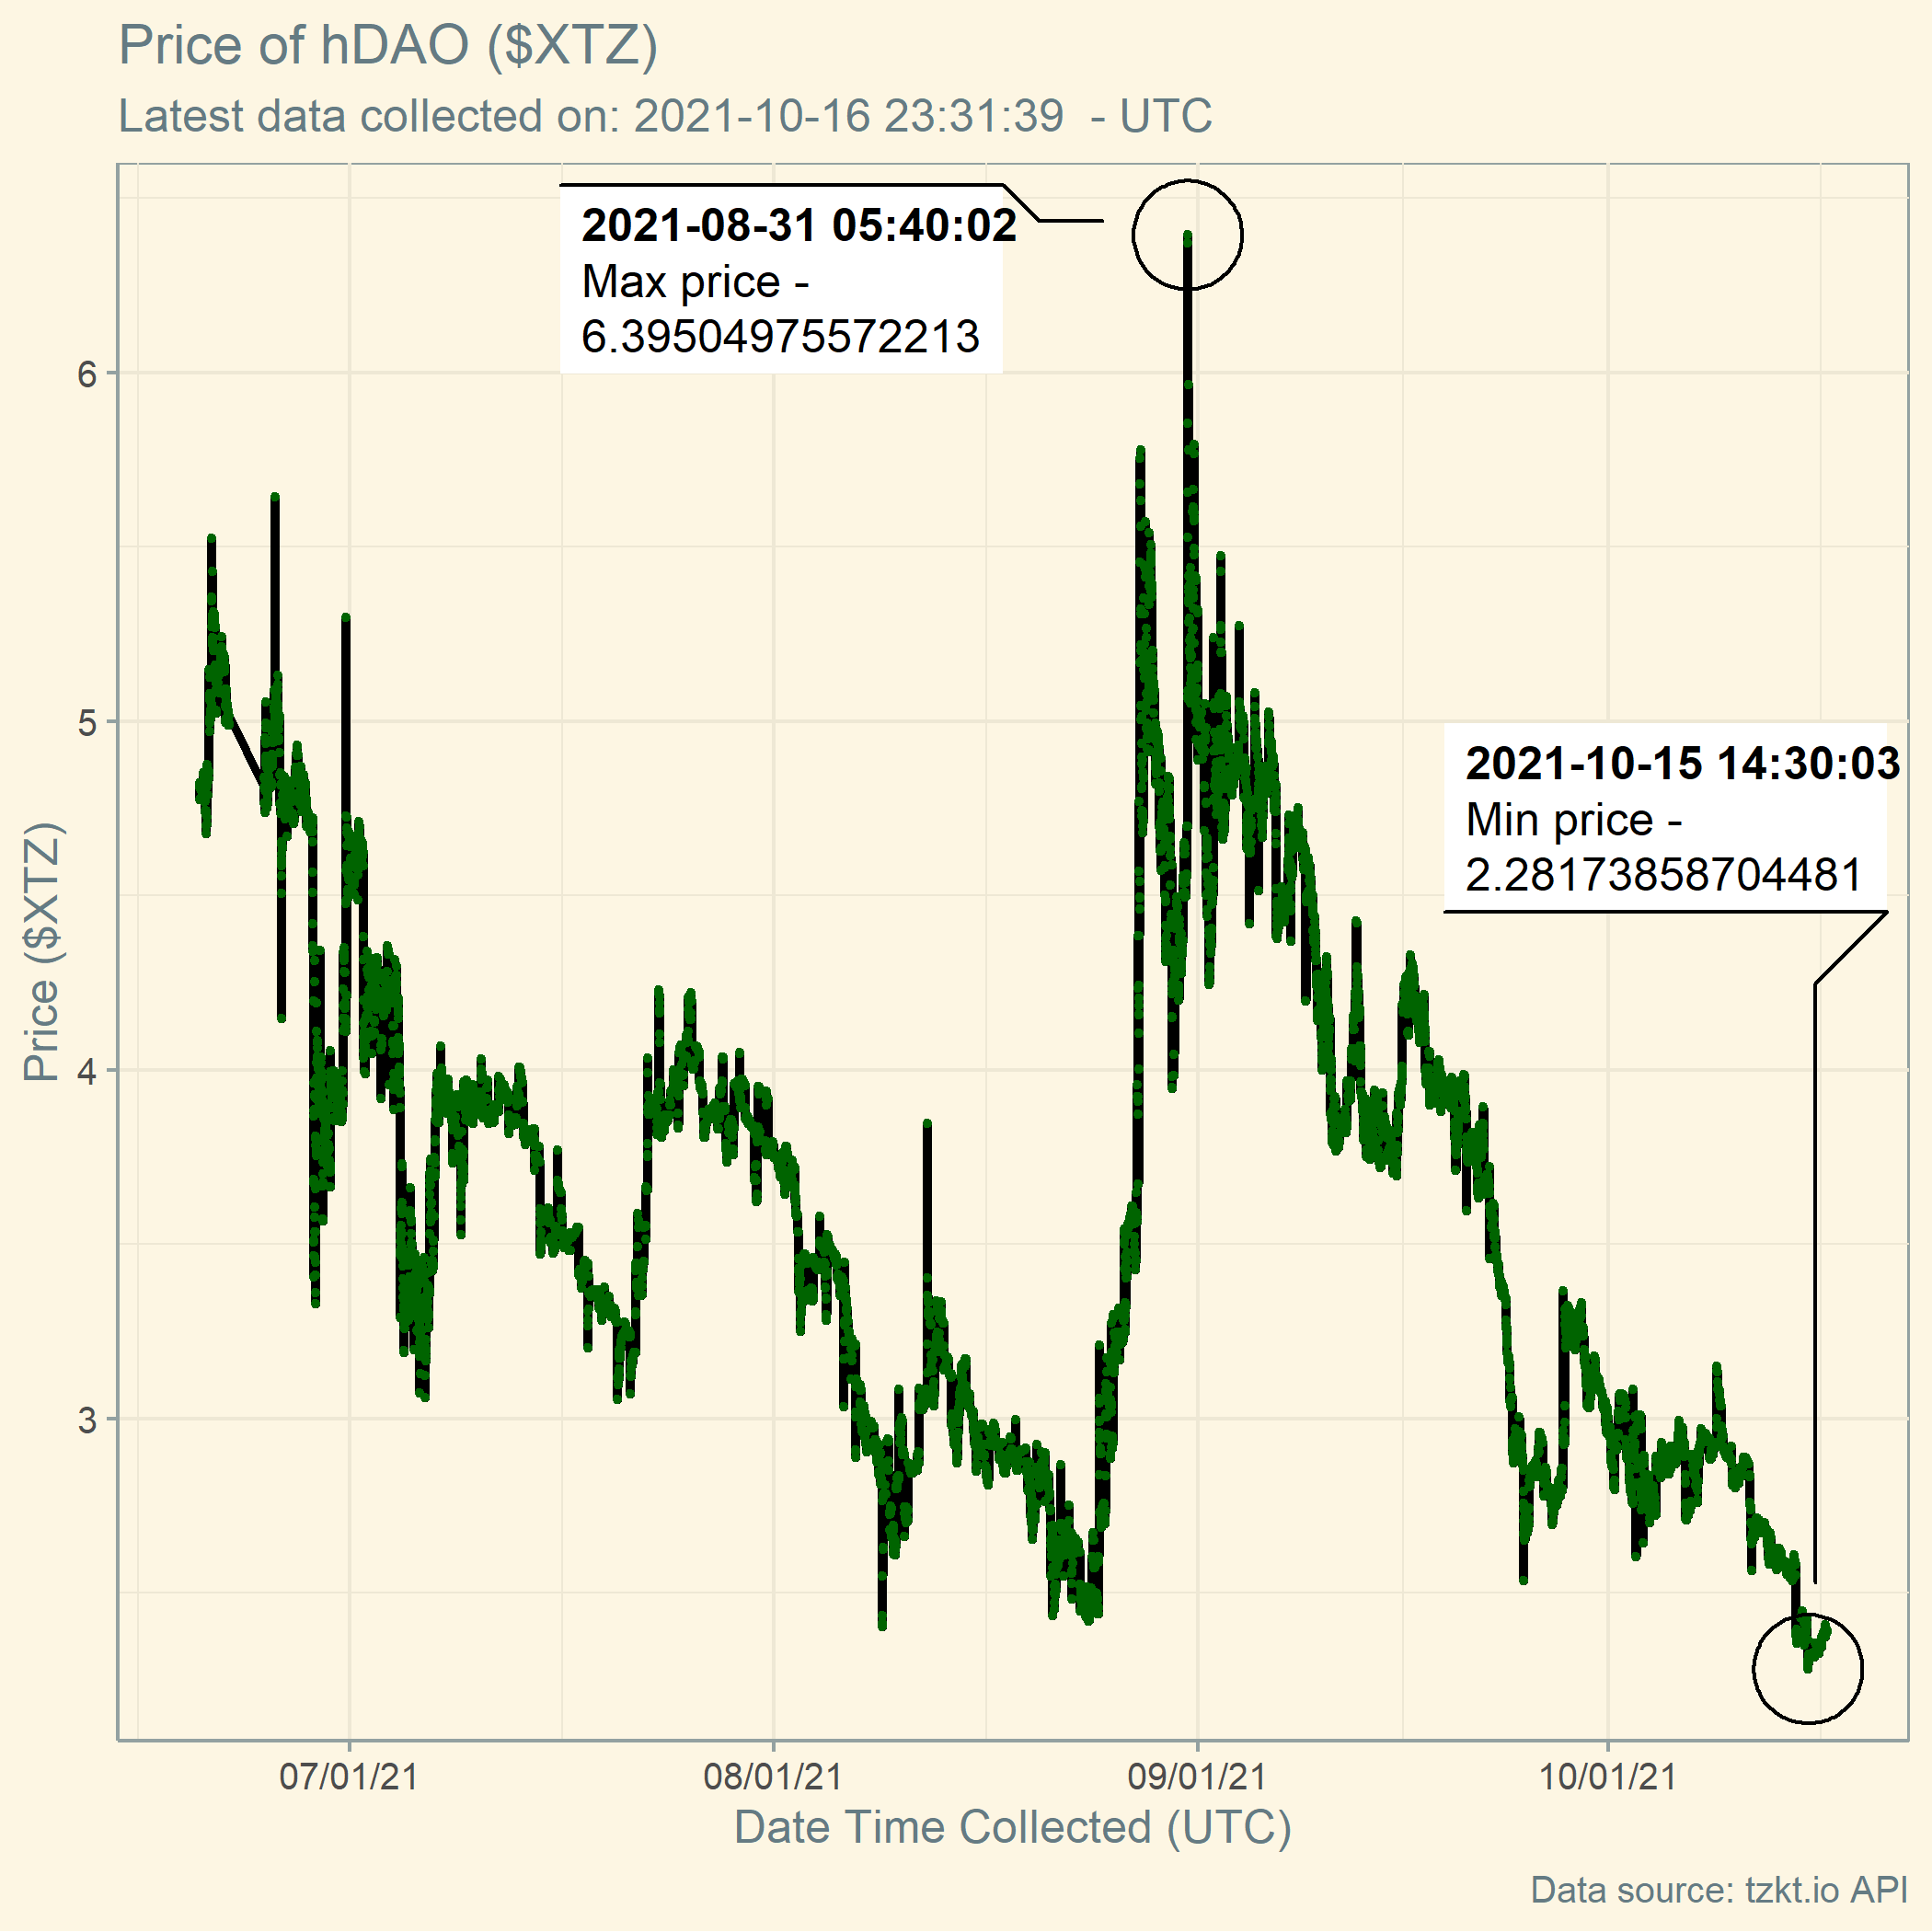 Price of hDAO ($XTZ)
Latest data collected on: 2021-10-16 23:31:39  - UTC
2021-08-31 05:40:02
Max price -
6.39504975572213
2021-10-15 14:30:03
Min price -
2.28173858704481
Price ($XTZ)
6
5
4
3
07/01/21
08/01/21
09/01/21
10/01/21
Date Time Collected (UTC)
Data source: tzkt.io API